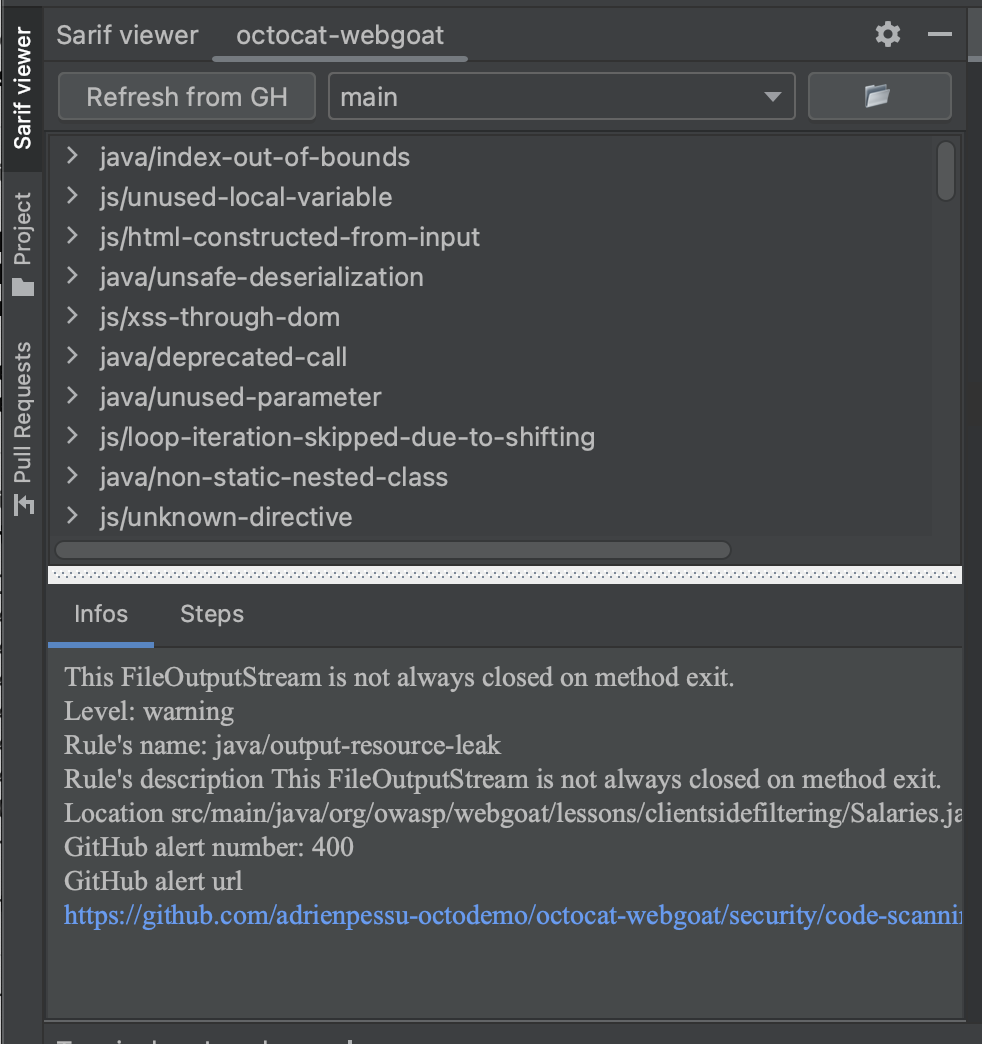 Sarif viewer
octocat-webgoat
Sarif viewer
Project
Pull Requests
Refresh from GH
main
java/index-out-of-bounds
js/unused-local-variable
js/html-constructed-from-input
java/unsafe-deserialization
js/xss-through-dom
java/deprecated-call
java/unused-parameter
js/loop-iteration-skipped-due-to-shifting
java/non-static-nested-class
js/unknown-directive
Infos
Steps
This FileOutputStream is not always closed on method exit.
Level: warning
Rule's name: java/output-resource-leak
Rule's description This FileOutputStream is not always closed on method exit.
Location src/main/java/org/owasp/webgoat/lessons/clientsidefiltering/Salaries.ja
GitHub alert number: 400
GitHub alert url
https://github.com/adrienpessu-octodemo/octocat-webgoat/security/code-scannin